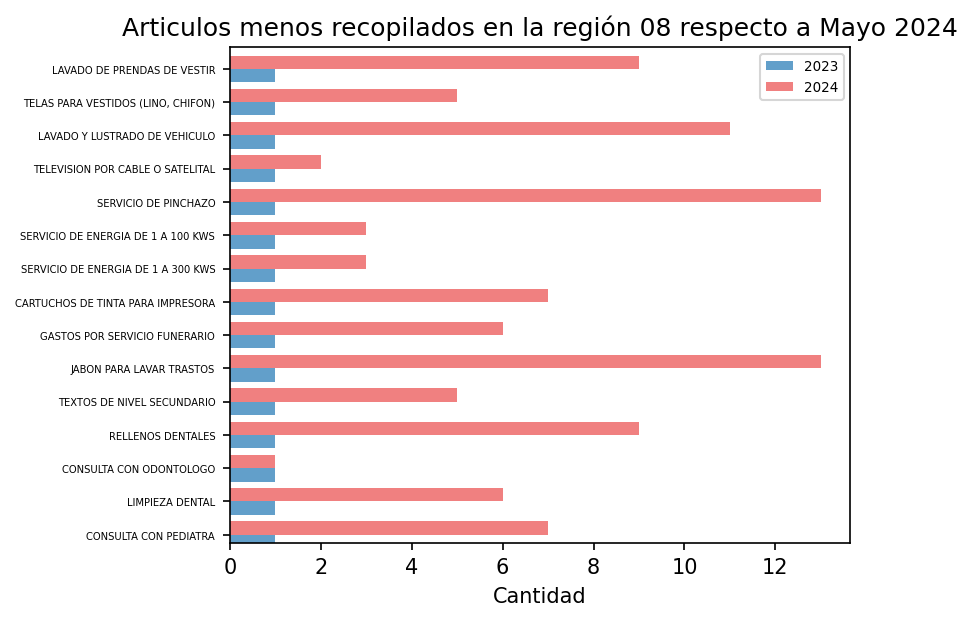 Articulos menos recopilados en la región 08 respecto a Mayo 2024
2023
2024
LAVADO DE PRENDAS DE VESTIR
TELAS PARA VESTIDOS (LINO, CHIFON)
LAVADO Y LUSTRADO DE VEHICULO
TELEVISION POR CABLE O SATELITAL
SERVICIO DE PINCHAZO
SERVICIO DE ENERGIA DE 1 A 100 KWS
SERVICIO DE ENERGIA DE 1 A 300 KWS
CARTUCHOS DE TINTA PARA IMPRESORA
GASTOS POR SERVICIO FUNERARIO
JABON PARA LAVAR TRASTOS
TEXTOS DE NIVEL SECUNDARIO
RELLENOS DENTALES
CONSULTA CON ODONTOLOGO
LIMPIEZA DENTAL
CONSULTA CON PEDIATRA
0 2 4 6 8 10 12
Cantidad